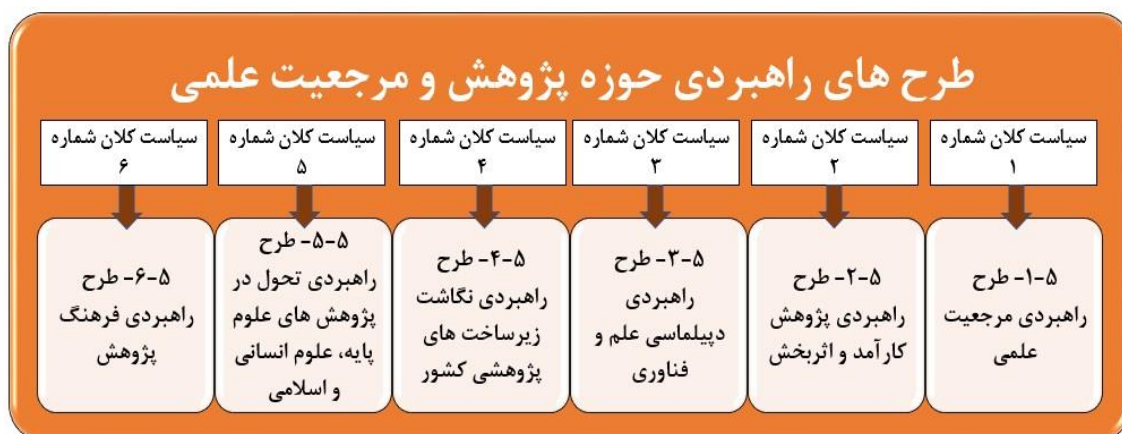 طرح های راهبردی حوزه پژوهش و مرجعیت علمی
سیاست کلان شماره
۱
سیاست کلان شماره
۲
سیاست کلان شماره
۳
سیاست کلان شماره
۴
سیاست کلان شماره
۵
سیاست کلان شماره
۶
۵-۱- طرح
راهبردی مرجعیت
علمی
۵-۲- طرح
راهبردی پژوهش
کارآمد و اثربخش
۵-۳- طرح
راهبردی
دیپیلماسی علم و
فناوری
۵-۴- طرح
راهبردی نگاشت
زیرساخت های
پژوهشی کشور
۵-۵- طرح
راهبردی تحول در
پژوهش های علوم
پایه، علوم انسانی
و اسلامی
۵-۶- طرح
راهبردی فرهنگ
پژوهش